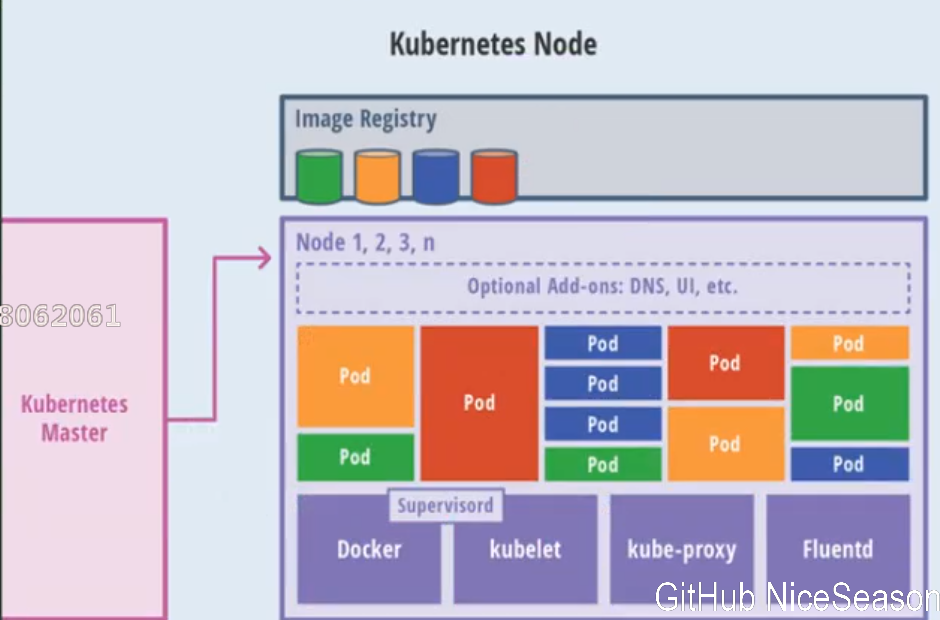 Kubernetes Node
Image Registry
Node 1, 2, 3, n
Optional Add-ons: DNS, UI, etc.
8062061
Kubernetes
Master
Pod
Pod
Pod
Pod
Pod
Pod
Pod
Pod
Pod
Pod
Pod
Pod
Supervisord
Docker
kubelet
kube-proxy
Fluentd
GitHub NiceSeason